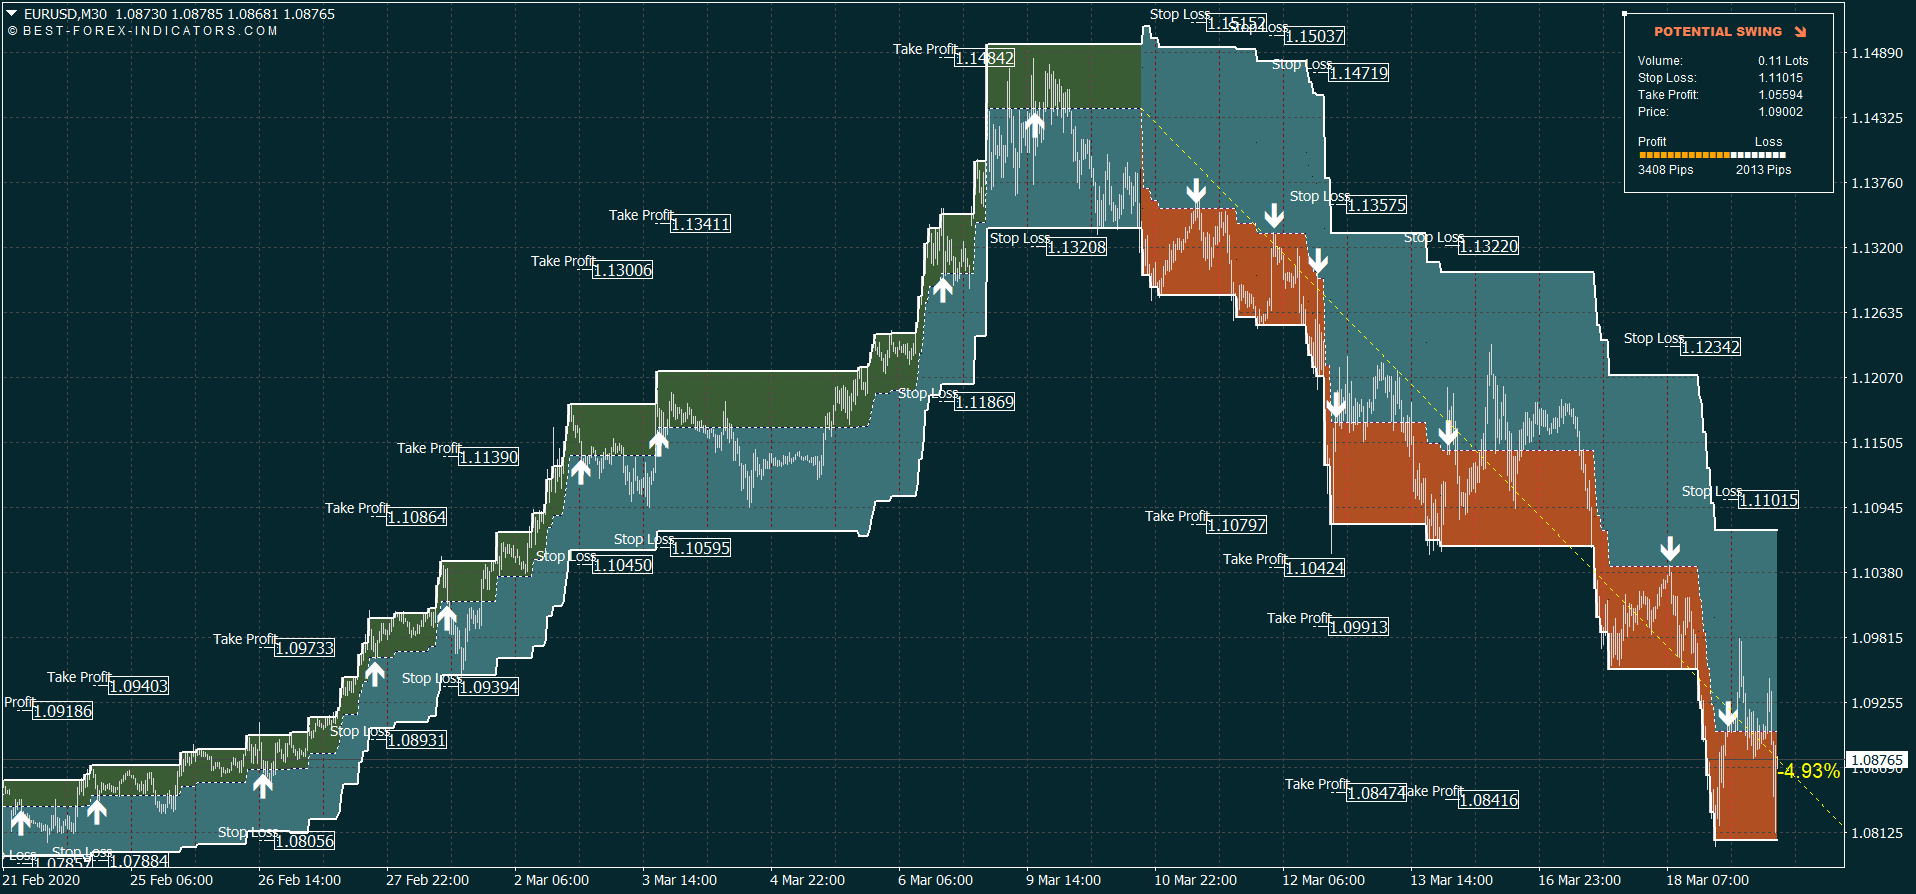 EURUSD,M30 1.08730 1.08785 1.08681 1.08765
© BEST-FOREX-INDICATORS.COM
Stop Loss 1.15152
Stop Loss 1.15037
Take Profit 1.14842
Stop Loss 1.14719
POTENTIAL SWING
Volume: 0.11 Lots
Stop Loss: 1.11015
Take Profit: 1.05594
Price: 1.09002
Profit Loss
3408 Pips 2013 Pips
Stop Loss 1.13575
Take Profit 1.13411
Stop Loss 1.13220
Stop Loss 1.13208
Take Profit 1.13006
Stop Loss 1.12342
Stop Loss 1.11869
Take Profit 1.11390
Stop Loss 1.11015
Take Profit 1.10864
Take Profit 1.10797
Stop Loss 1.10595
Stop Loss 1.10450
Take Profit 1.10424
Take Profit 1.09913
Take Profit 1.09733
Take Profit 1.09403
Stop Loss 1.09394
Profit 1.09186
Stop Loss 1.08931
-4.93%
Take Profit 1.08474
Take Profit 1.08416
Stop Loss 1.08056
Loss 1.07857
Stop Loss 1.07884
1.14890
1.14325
1.13760
1.13200
1.12635
1.12070
1.11505
1.10945
1.10380
1.09815
1.09255
1.08765
1.08690
1.08125
21 Feb 2020 25 Feb 06:00 26 Feb 14:00 27 Feb 22:00 2 Mar 06:00 3 Mar 14:00 4 Mar 22:00 6 Mar 06:00 9 Mar 14:00 10 Mar 22:00 12 Mar 06:00 13 Mar 14:00 16 Mar 23:00 18 Mar 07:00